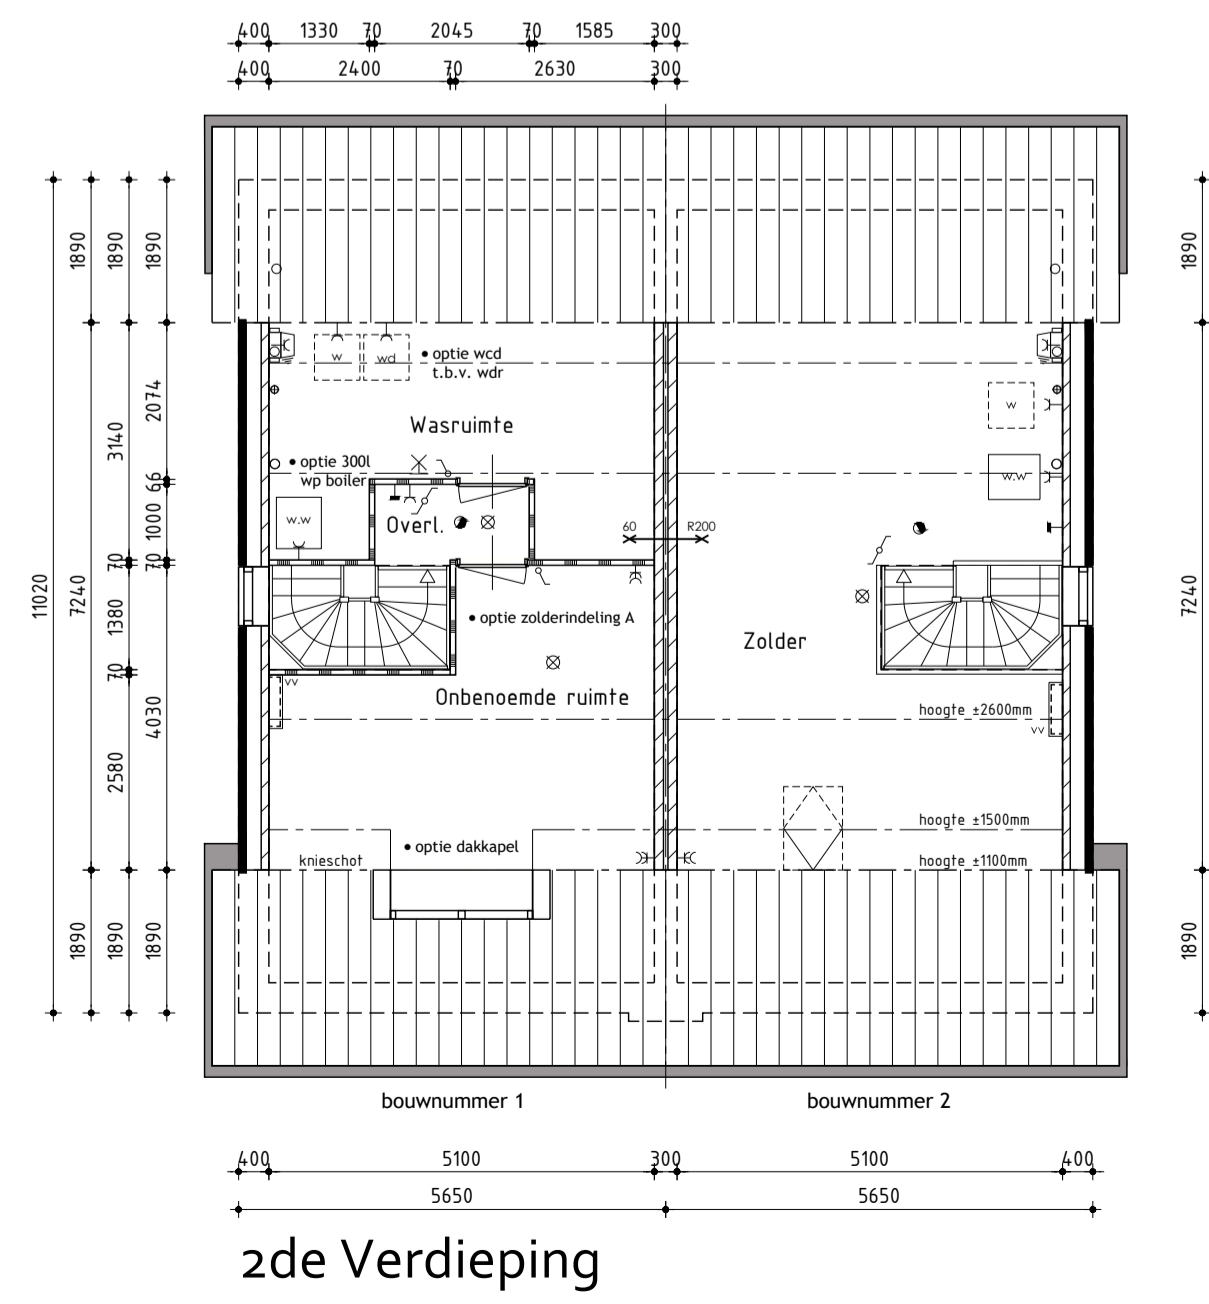 400 1330 70 2045 70 1585 300
400 2400 70 2630 300
1890 1890 1890 1890
2074
3140
66
1000
70 70
11020 7240 1380 7240
70
4030
2580
1890 1890 1890 1890
w wd • optie wcd
t.b.v. wdr
w
Wasruimte
• optie 300l
wp boiler
w.w
w.w
Overl.
60 R200
• optie zolderindeling A
Zolder
vv
Onbenoemde ruimte
hoogte ±2600mm
vv
hoogte ±1500mm
• optie dakkapel
knieschot
hoogte ±1100mm
bouwnummer 1 bouwnummer 2
400 5100 300 5100 400
5650 5650
2de Verdieping